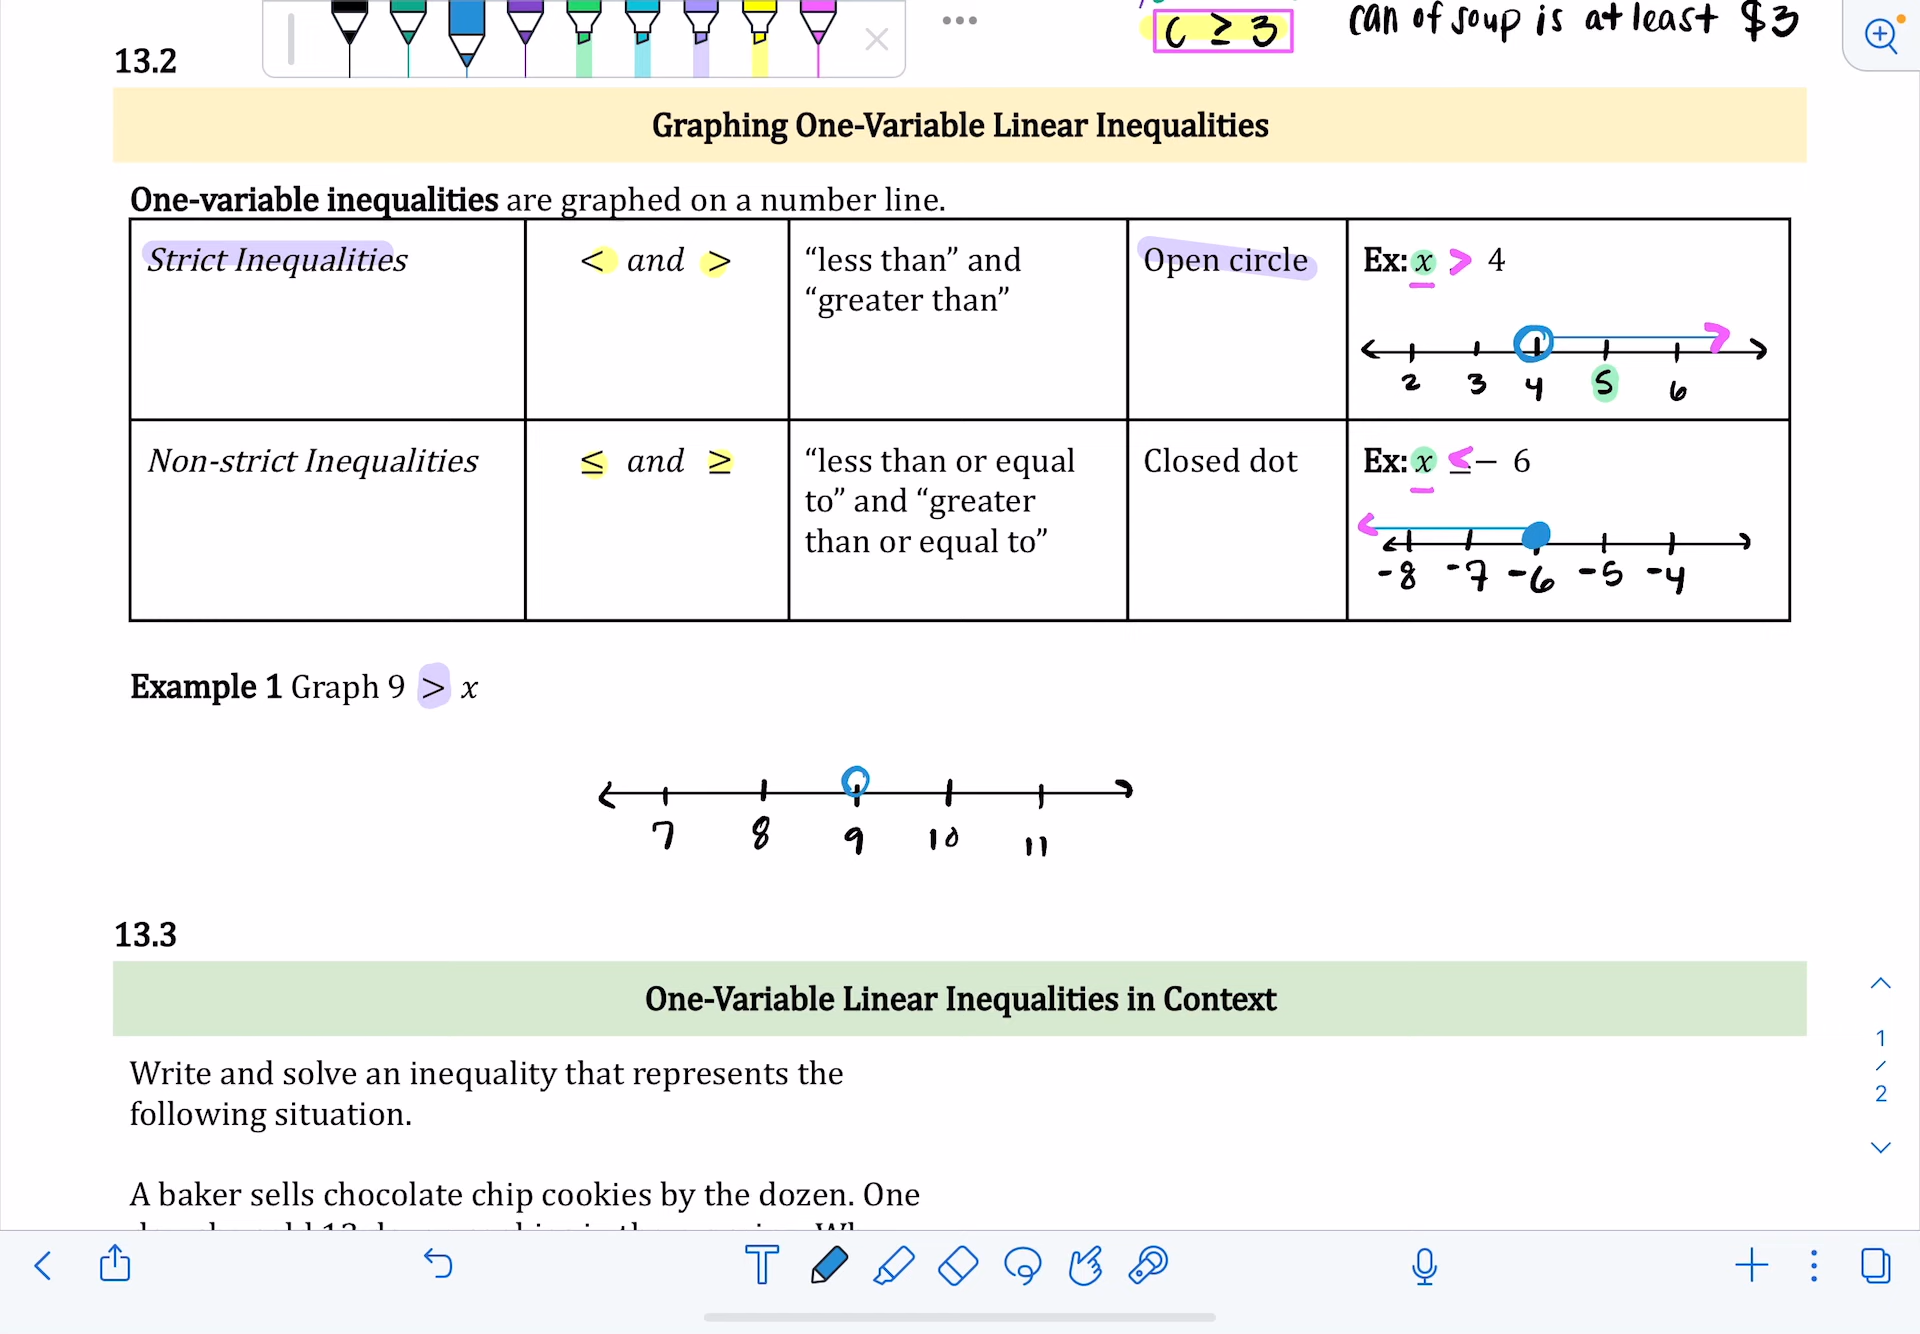 C ≥ 3
can of soup is at least $3
13.2
Graphing One-Variable Linear Inequalities
One-variable inequalities are graphed on a number line.
Strict Inequalities
< and >
“less than” and
“greater than”
Open circle
Ex: x > 4
2 3 4 5 6
Non-strict Inequalities
≤ and ≥
“less than or equal
to” and “greater
than or equal to”
Closed dot
Ex: x ≤ − 6
-8 -7 -6 -5 -4
Example 1 Graph 9 > x
7 8 9 10 11
13.3
One-Variable Linear Inequalities in Context
Write and solve an inequality that represents the
following situation.
A baker sells chocolate chip cookies by the dozen. One
1
/
2
T